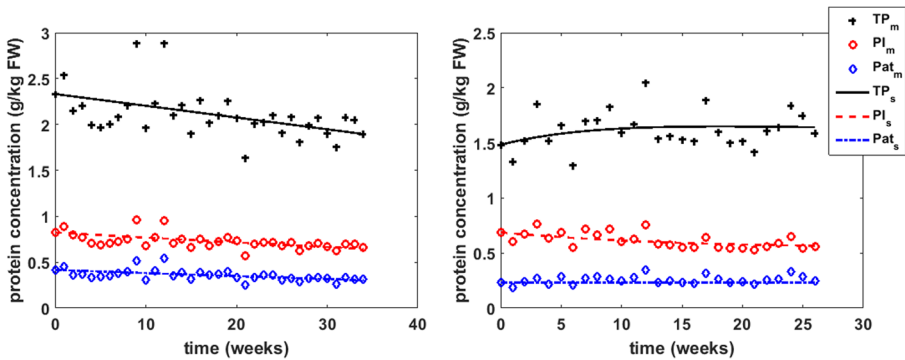 protein concentration (g/kg FW)
3
2.5
2
1.5
1
0.5
0
0 10 20 30 40
time (weeks)
protein concentration (g/kg FW)
2.5
2
1.5
1
0.5
0
0 5 10 15 20 25 30
time (weeks)
TPm
PIm
Patm
TPs
PIs
Pats